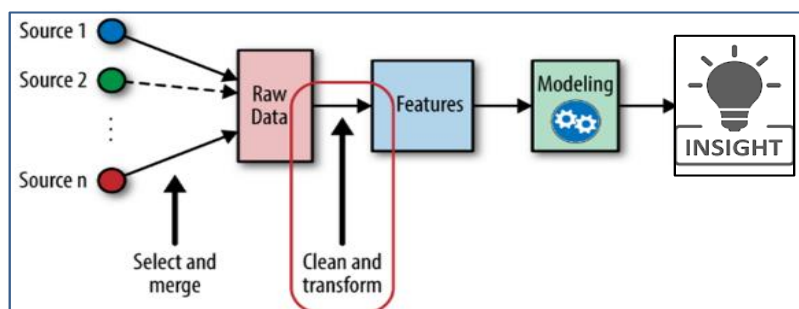 Source 1
Source 2
⋮
Source n
Raw
Data
Features
Modeling
INSIGHT
Select and
merge
Clean and
transform